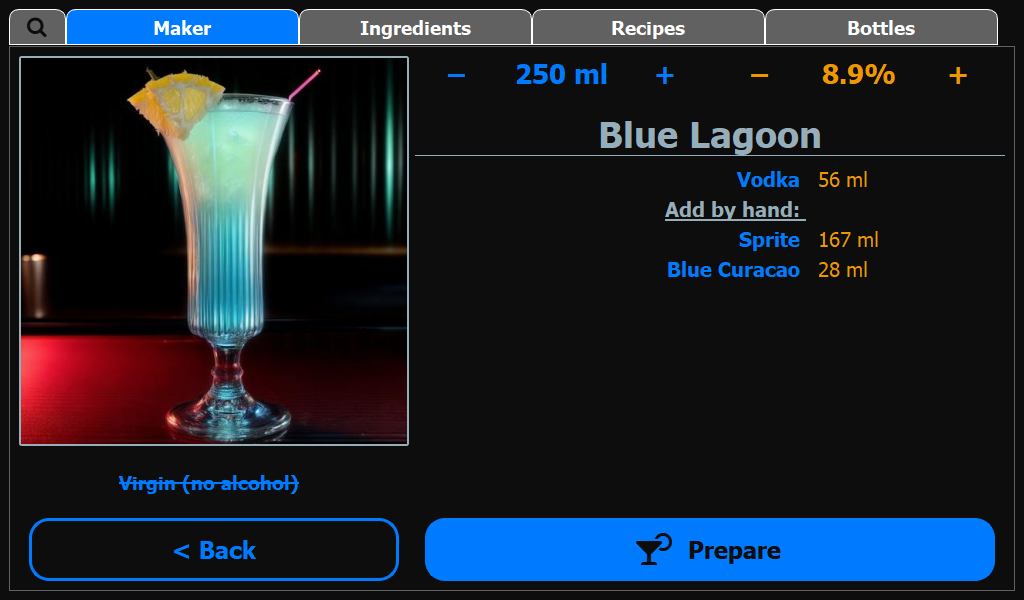 Maker Ingredients Recipes Bottles
− 250 ml + − 8.9% +
Blue Lagoon
Vodka 56 ml
Add by hand:
Sprite 167 ml
Blue Curacao 28 ml
Virgin (no alcohol)
< Back Prepare